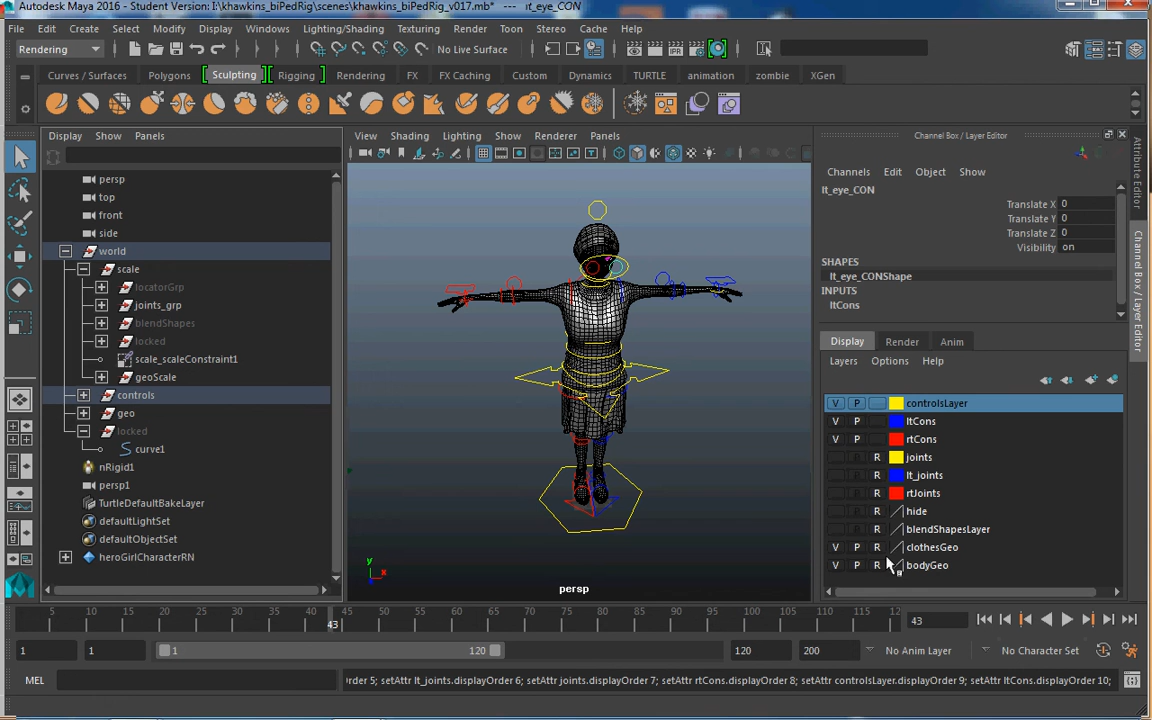 Autodesk Maya 2016 - Student Version: I:\khawkins_biPedRig\scenes\khawkins_biPedRig_v017.mb* --- rt_eye_CON
File Edit Create Select Modify Display Windows Lighting/Shading Texturing Render Toon Stereo Cache Help
Rendering No Live Surface IPR
Curves / Surfaces Polygons Sculpting Rigging Rendering FX FX Caching Custom Dynamics TURTLE animation zombie XGen
Display Show Panels
View Shading Lighting Show Renderer Panels
persp
top
front
side
world
scale
locatorGrp
joints_grp
blendShapes
locked
scale_scaleConstraint1
geoScale
controls
geo
locked
curve1
nRigid1
persp1
TurtleDefaultBakeLayer
defaultLightSet
defaultObjectSet
heroGirlCharacterRN
y
x
persp
Channel Box / Layer Editor
Channels Edit Object Show
lt_eye_CON
Translate X 0
Translate Y 0
Translate Z 0
Visibility on
SHAPES
lt_eye_CONShape
INPUTS
ltCons
Display Render Anim
Layers Options Help
V P controlsLayer
V P ltCons
V P rtCons
P R joints
P R lt_joints
P R rtJoints
P R hide
P R blendShapesLayer
V P R clothesGeo
V P R bodyGeo
Attribute Editor
Channel Box / Layer Editor
5 10 15 20 25 30 35 40 43 45 50 55 60 65 70 75 80 85 90 95 100 105 110 115 120 43
1 1 1 120 120 200 No Anim Layer No Character Set
MEL rder 5; setAttr lt_joints.displayOrder 6; setAttr joints.displayOrder 7; setAttr rtCons.displayOrder 8; setAttr controlsLayer.displayOrder 9; setAttr ltCons.displayOrder 10;